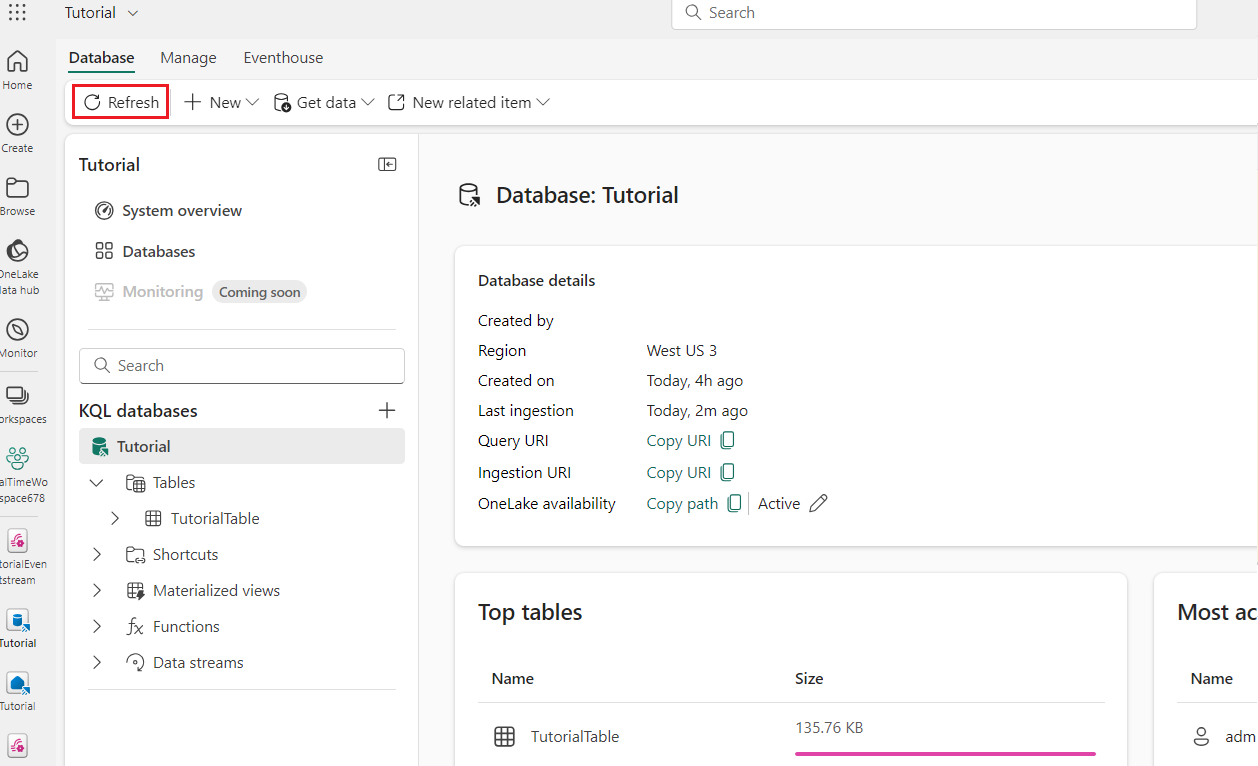 Tutorial
Search
Home
Create
Browse
OneLake
data hub
Monitor
orkspaces
alTimeWo
space678
torialEven
tstream
Tutorial
Tutorial
Database Manage Eventhouse
Refresh New Get data New related item
Tutorial
System overview
Databases
Monitoring Coming soon
Search
KQL databases
Tutorial
Tables
TutorialTable
Shortcuts
Materialized views
Functions
Data streams
Database: Tutorial
Database details
Created by
Region West US 3
Created on Today, 4h ago
Last ingestion Today, 2m ago
Query URI Copy URI
Ingestion URI Copy URI
OneLake availability Copy path Active
Top tables
Name Size
TutorialTable 135.76 KB
Most ac
Name
adm